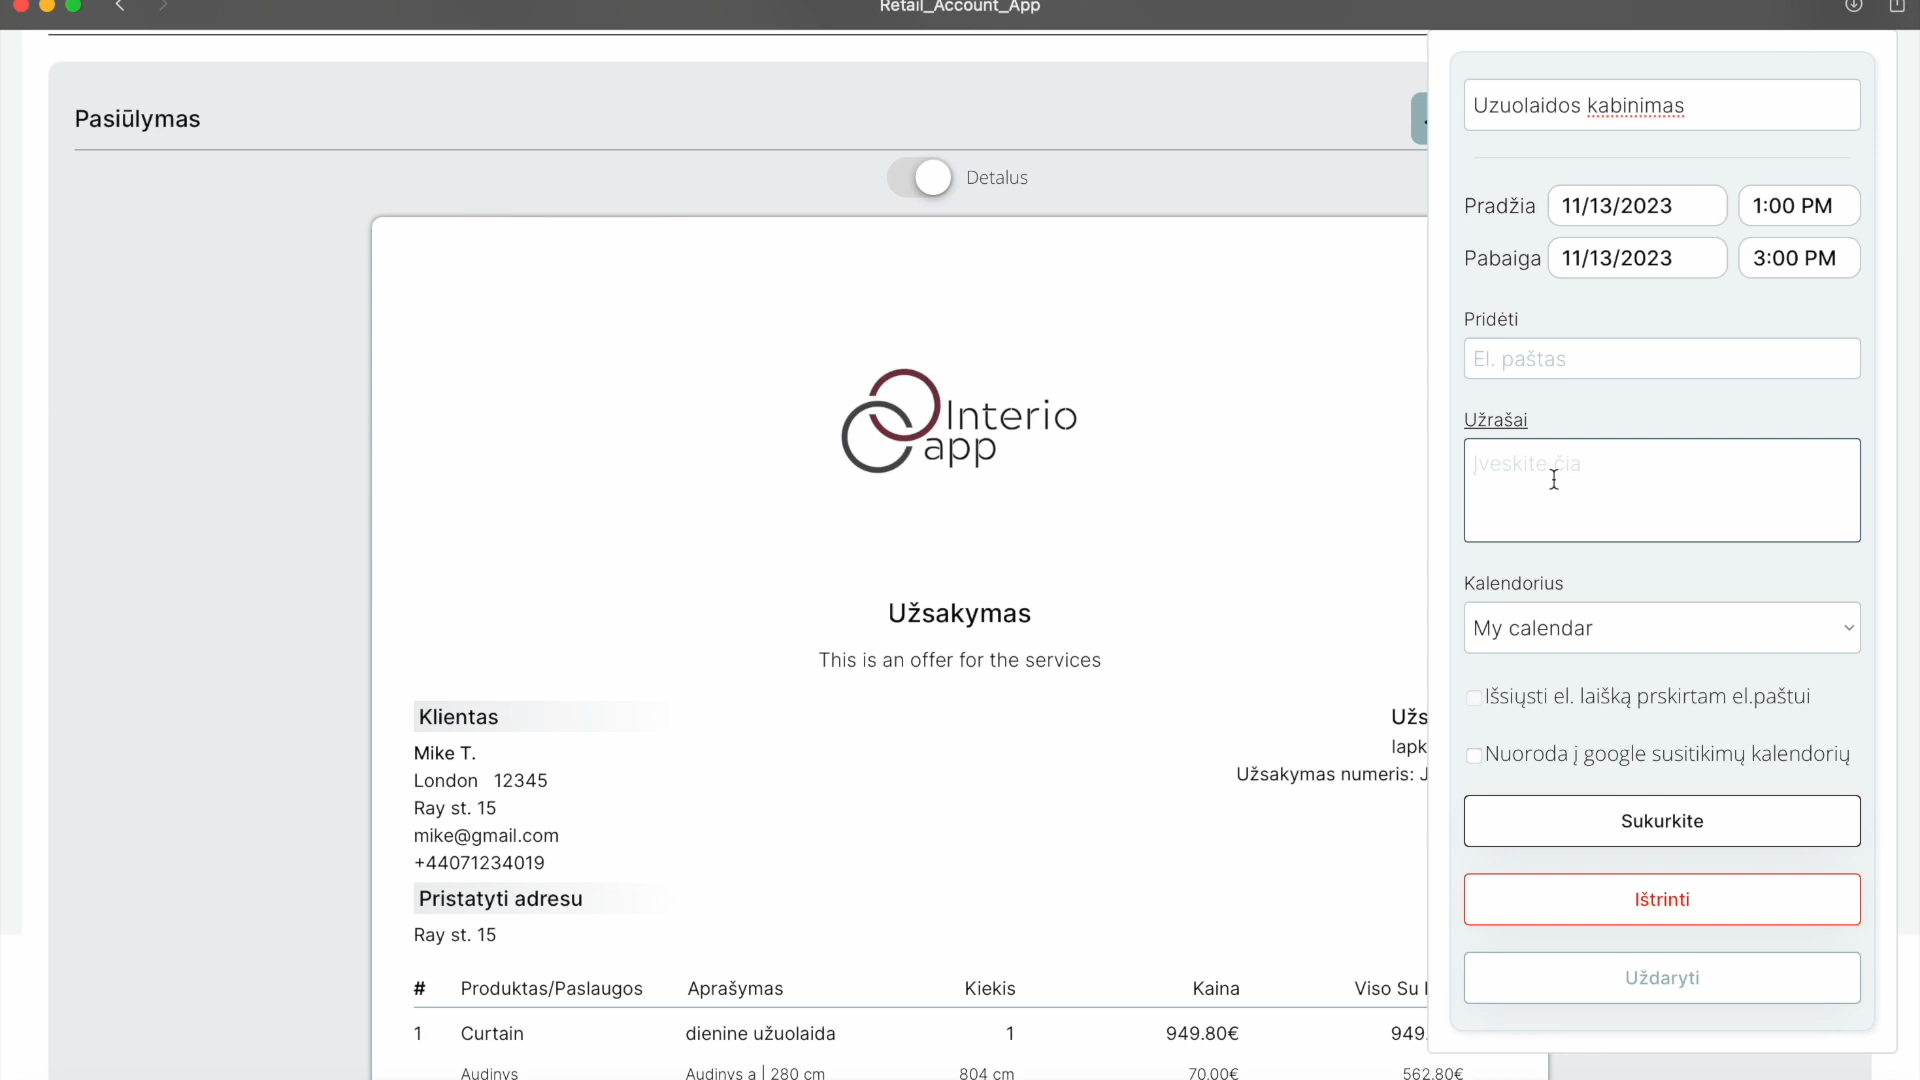 Retail_Account_App
Pasiūlymas
Detalus
Interio
app
Užsakymas
This is an offer for the services
Klientas
Mike T.
London 12345
Ray st. 15
mike@gmail.com
+44071234019
Užs
lapk
Užsakymas numeris: J
Pristatyti adresu
Ray st. 15
# Produktas/Paslaugos Aprašymas Kiekis Kaina Viso Su
1 Curtain dienine užuolaida 1 949.80€ 949.
Audinys Audinys a | 280 cm 804 cm 70.00€ 562.80€
Uzuolaidos kabinimas
Pradžia 11/13/2023 1:00 PM
Pabaiga 11/13/2023 3:00 PM
Pridėti
El. paštas
Užrašai
Įveskite čia
Kalendorius
My calendar
Išsiųsti el. laišką prskirtam el.paštui
Nuoroda į google susitikimų kalendorių
Sukurkite
Ištrinti
Uždaryti